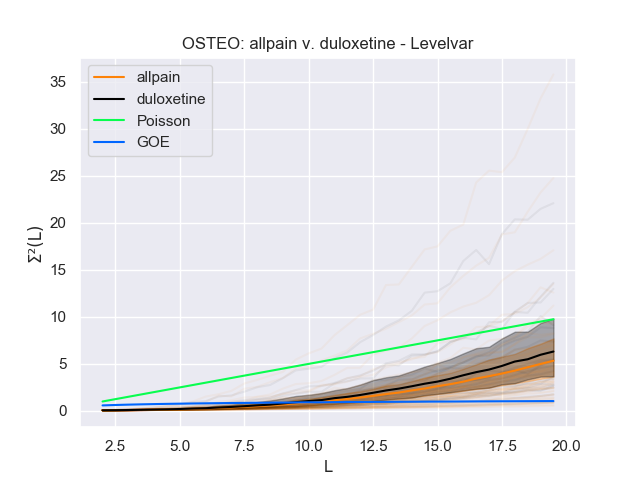 OSTEO: allpain v. duloxetine - Levelvar
allpain
duloxetine
Poisson
GOE
35
30
25
20
15
10
5
0
Σ²(L)
2.5 5.0 7.5 10.0 12.5 15.0 17.5 20.0
L